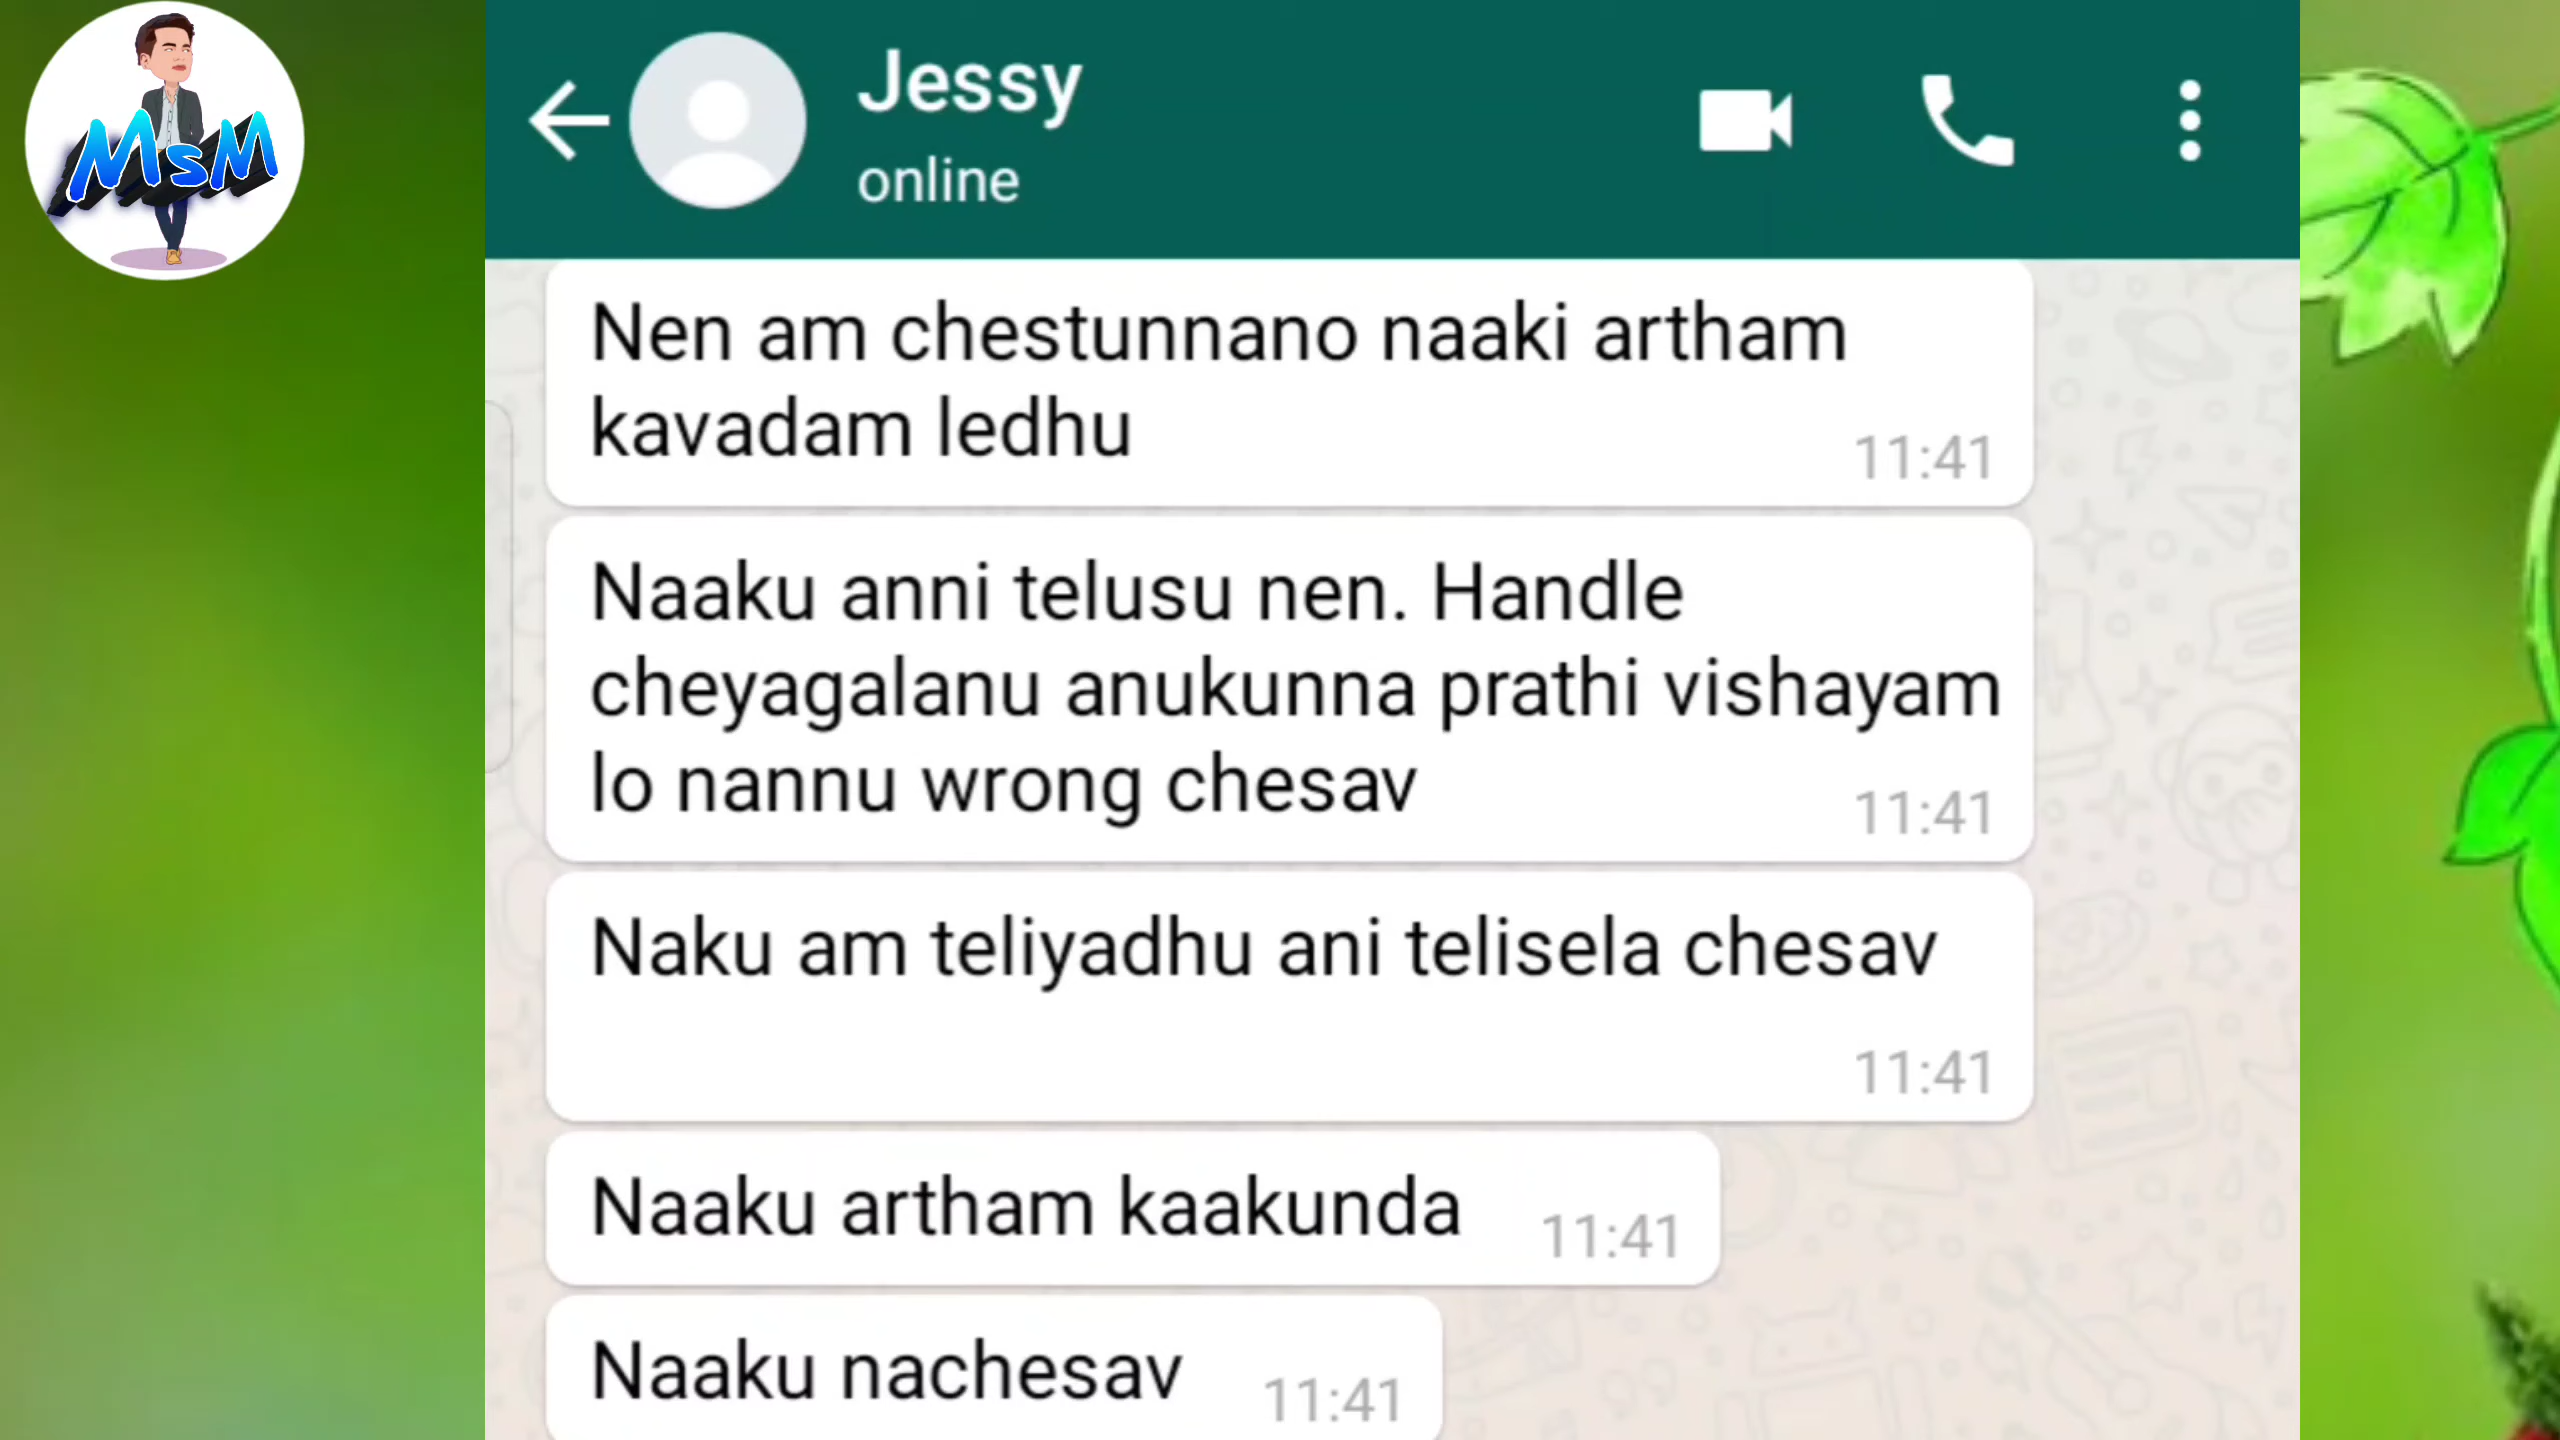 MsM
Jessy
online
Nen am chestunnano naaki artham
kavadam ledhu
11:41
Naaku anni telusu nen. Handle
cheyagalanu anukunna prathi vishayam
lo nannu wrong chesav
11:41
Naku am teliyadhu ani telisela chesav
11:41
Naaku artham kaakunda
11:41
Naaku nachesav
11:41